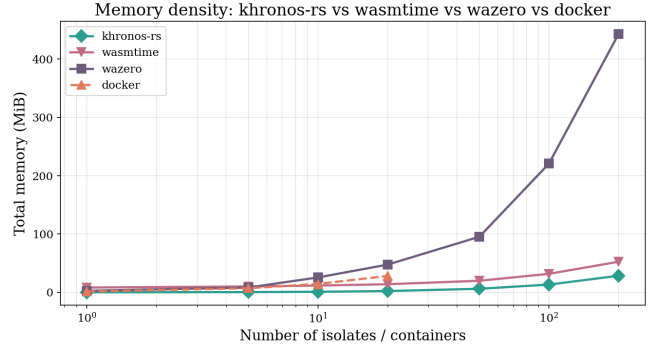 Memory density: khronos-rs vs wasmtime vs wazero vs docker
khronos-rs
wasmtime
wazero
docker
Total memory (MiB)
400
300
200
100
0
10⁰
10¹
10²
Number of isolates / containers